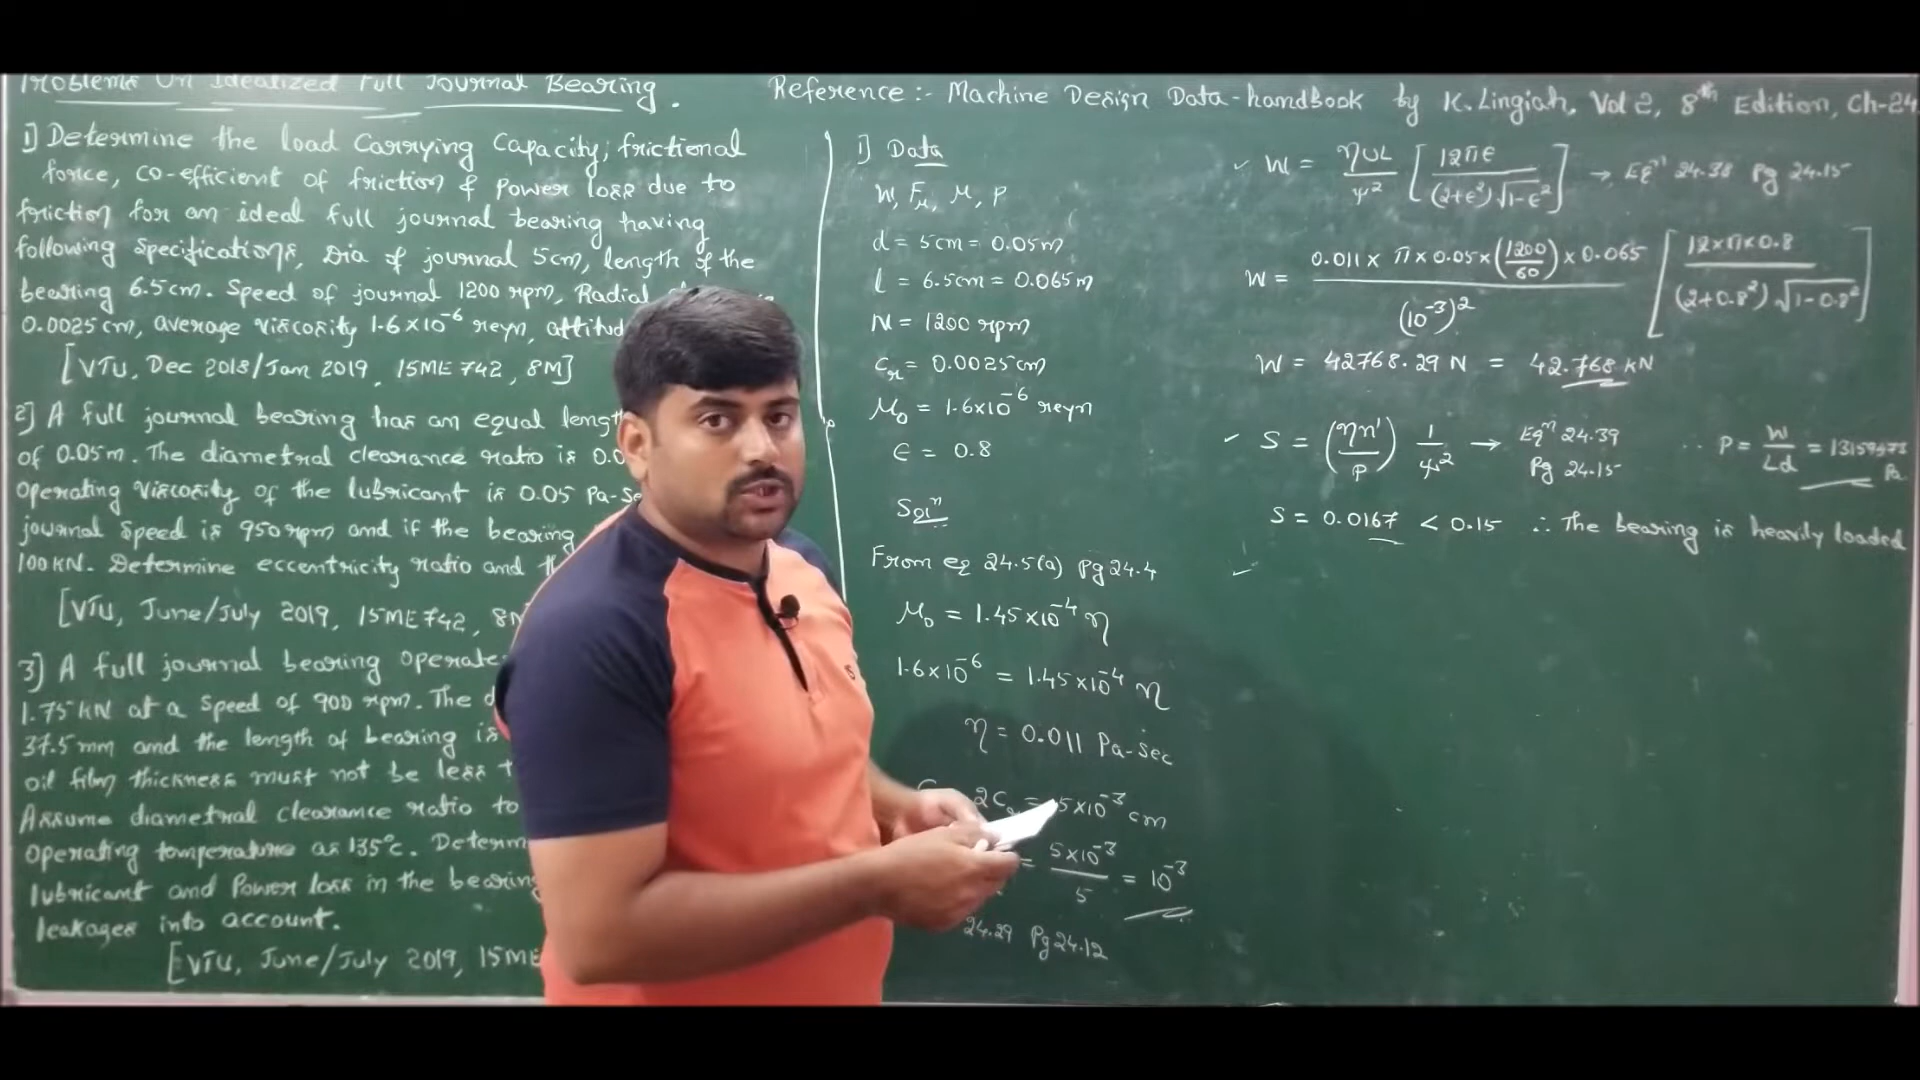 Problems On Idealized Full Journal Bearing.
Reference:- Machine Design Data-handbook by K. Lingiah, Vol 2, 8th Edition, Ch-24
1] Determine the load Carrying Capacity, frictional
force, co-efficient of friction & power loss due to
friction for an ideal full journal bearing having
following specifications, Dia of journal 5cm, length of the
bearing 6.5cm. Speed of journal 1200 rpm, Radial
0.0025 cm, average viscosity 1.6×10⁻⁶ reyn,
[VTU, Dec 2018/Jan 2019, 15ME742, 8M]
2] A full journal bearing has an equal
of 0.05m. The diametral clearance ratio is
Operating viscosity of the lubricant is 0.05
journal speed is 950 rpm and if the bearing
100KN. Determine eccentricity ratio and
[VTU, June/July 2019, 15ME742,
3] A full journal bearing
1.75 KN at a speed of 900 rpm. The
37.5mm and the length of bearing is
oil film thickness must not be less
Assume diametral clearance ratio to
Operating temperature as 135°c.
lubricant and Power loss in the bearing
leakages into account.
[VTU, June/July 2019,
1] Data
W, Fμ, μ, P
d = 5cm = 0.05m
l = 6.5cm = 0.065m
N = 1200 rpm
Cr = 0.0025cm
μ₀ = 1.6×10⁻⁶ reyn
ϵ = 0.8
Solⁿ
From eq 24.5(a) Pg 24.4
μ₀ = 1.45×10⁻⁴ η
1.6×10⁻⁶ = 1.45×10⁻⁴ η
η = 0.011 Pa-sec
= 5×10⁻³ cm
= 5×10⁻³/5 = 10⁻³
24.29 Pg 24.12
✓ W = ηUL/ψ² [12πϵ/((2+ϵ²)√(1-ϵ²))] → Eqⁿ 24.38 Pg 24.15
W = 0.011 × π×0.05×(1200/60)×0.065/(10⁻³)² [12×π×0.8/((2+0.8²)√(1-0.8²))]
W = 42768.29 N = 42.768 KN
✓ S = (ηn'/P) 1/ψ² → Eqⁿ 24.39 Pg 24.15 ∵ P = W/Ld = 13159473 Pa
S = 0.0167 < 0.15 ∴ The bearing is heavily loaded
✓